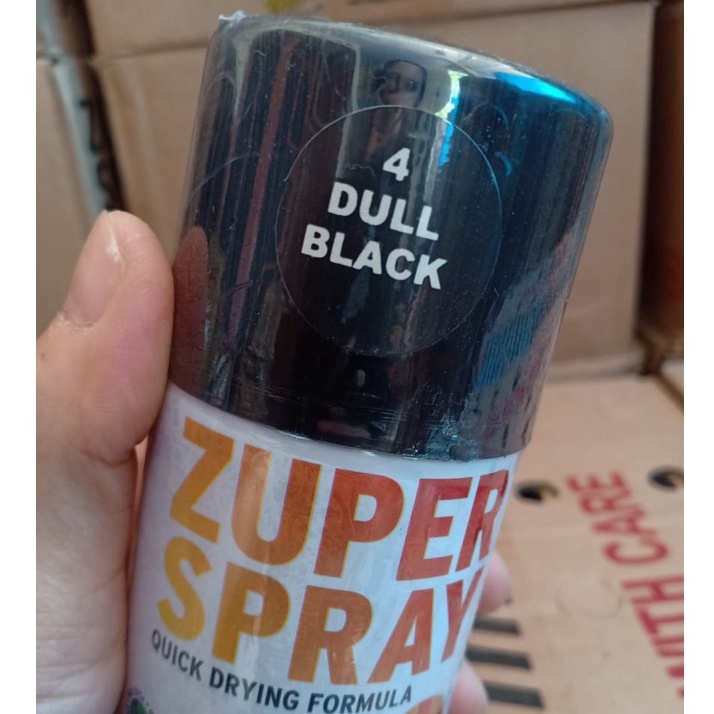 4
DULL
BLACK
ZUPER
SPRAY
QUICK DRYING FORMULA
WITH CARE